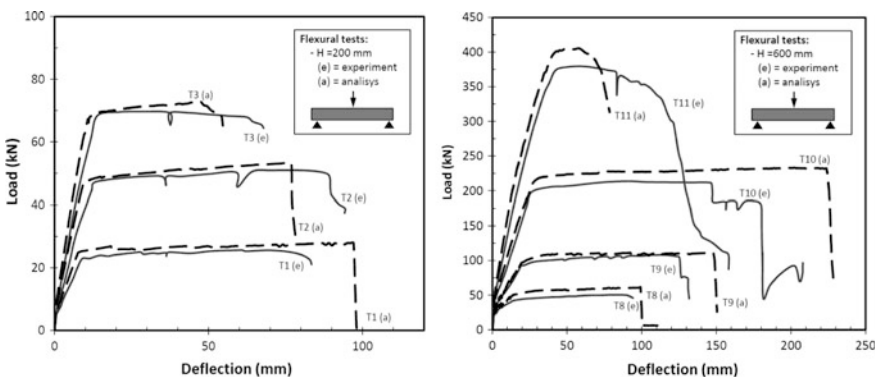 100
80
60
40
20
0
Load (kN)
Flexural tests:
- H =200 mm
(e) = experiment
(a) = analisys
T3 (a)
T3 (e)
T2 (e)
T2 (a)
T1 (e)
T1 (a)
0
50
100
Deflection (mm)
450
400
350
300
250
200
150
100
50
0
Load (kN)
Flexural tests:
- H =600 mm
(e) = experiment
(a) = analisys
T11 (e)
T11 (a)
T10 (a)
T10 (e)
T9 (e)
T8 (e)
T8 (a)
T9 (a)
0
50
100
150
200
250
Deflection (mm)